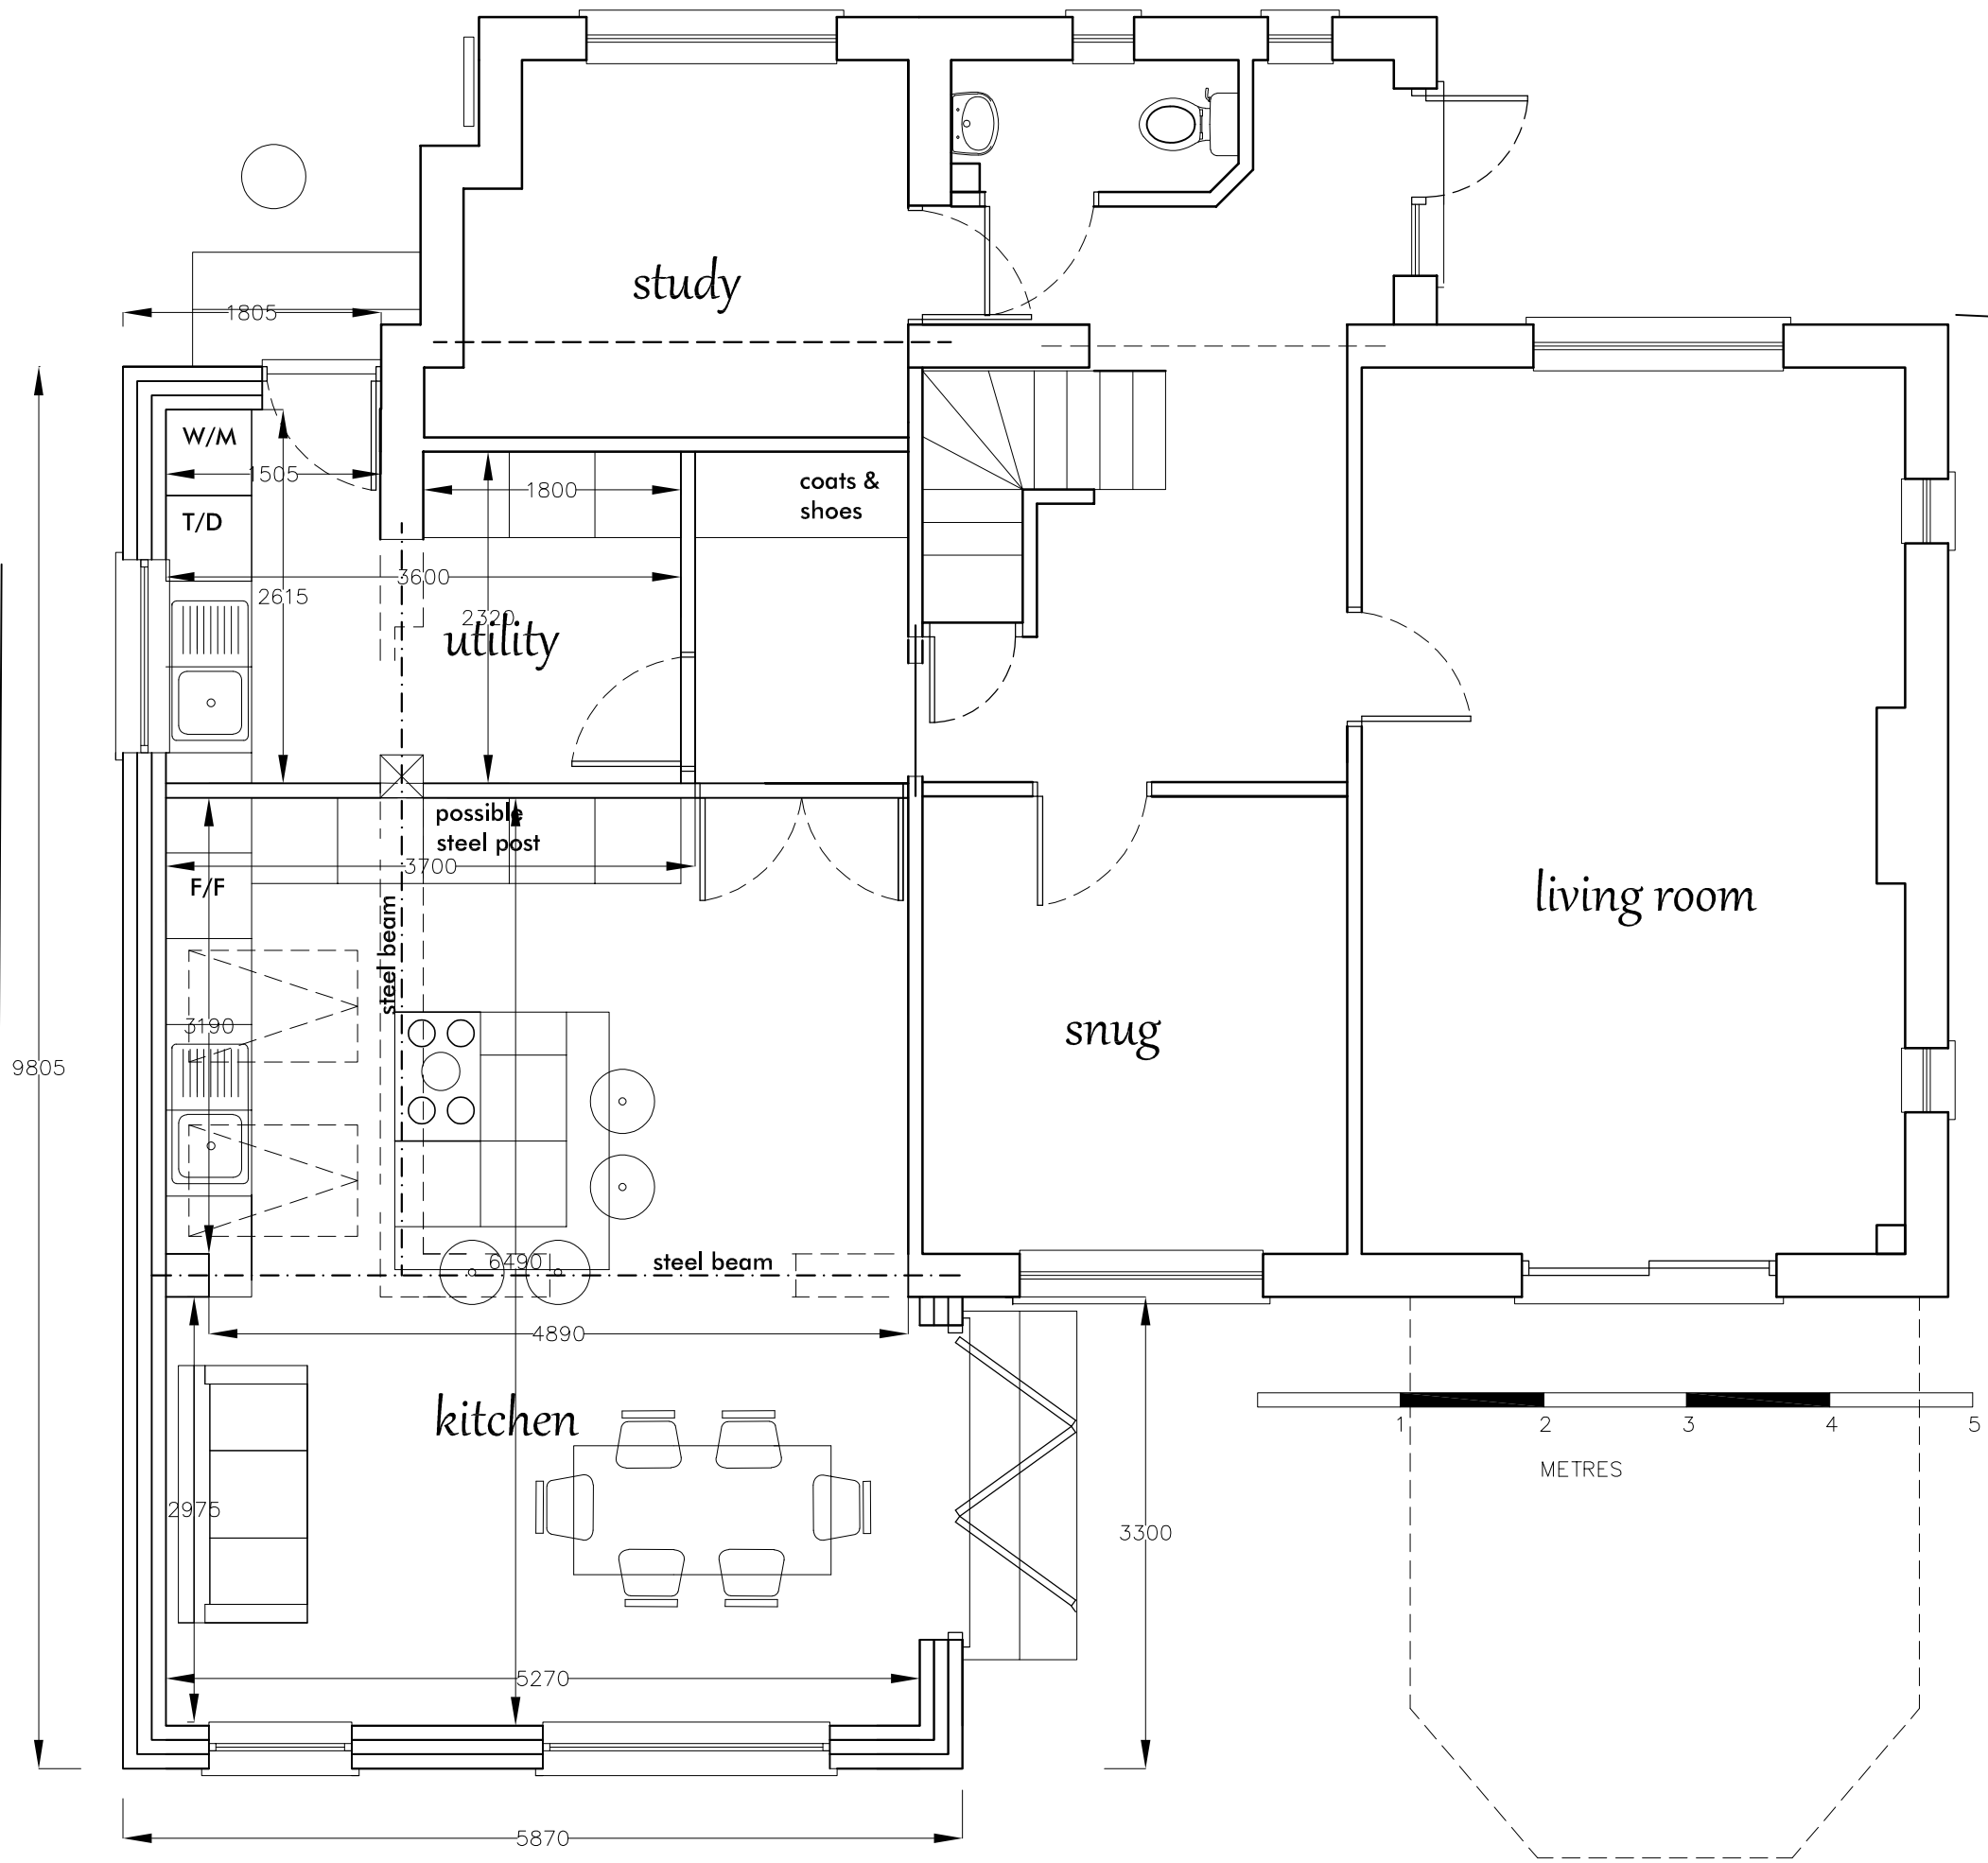 study
1805
W/M
1505
coats &
shoes
1800
T/D
3600
2615
2320
utility
possible
steel post
3700
F/F
living room
steel beam
3190
snug
9805
6490
steel beam
4890
kitchen
1
2
3
4
5
METRES
2975
3300
5270
5870